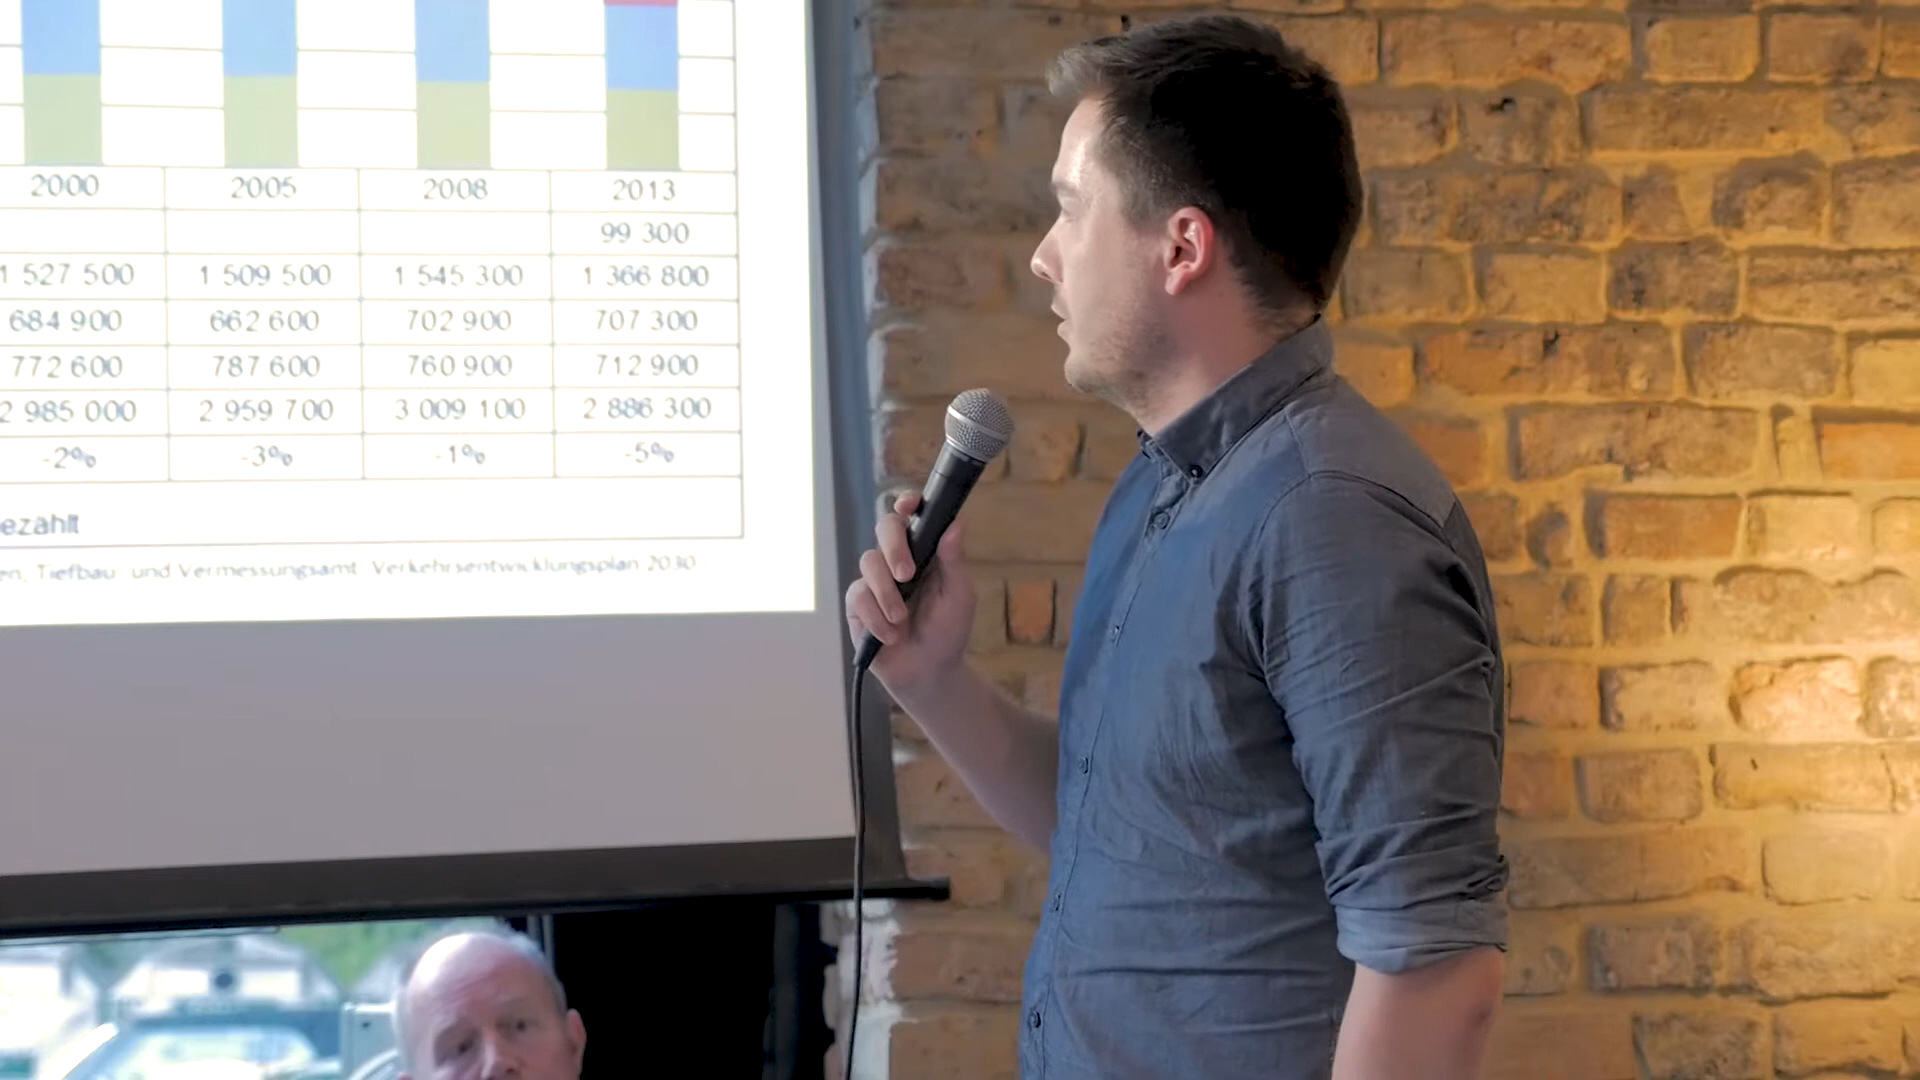 2000 2005 2008 2013
99 300
1 527 500 1 509 500 1 545 300 1 366 800
684 900 662 600 702 900 707 300
772 600 787 600 760 900 712 900
2 985 000 2 959 700 3 009 100 2 886 300
-2% -3% -1% -5%
ezählt
en, Tiefbau- und Vermessungsamt: Verkehrsentwicklungsplan 2030